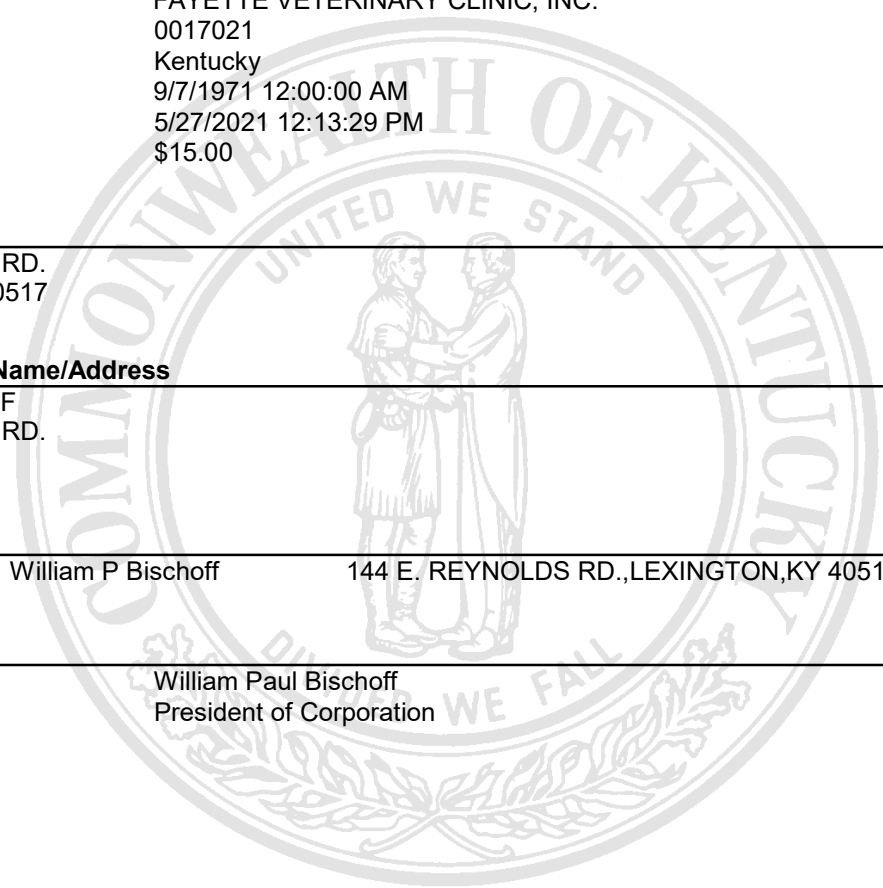 FAYETTE VETERINARY CLINIC, INC.
0017021
Kentucky
9/7/1971 12:00:00 AM
5/27/2021 12:13:29 PM
$15.00
RD.
0517
Name/Address
F
RD.
William P Bischoff 144 E. REYNOLDS RD.,LEXINGTON,KY 4051
William Paul Bischoff
President of Corporation
COMMONWEALTH OF KENTUCKY
UNITED WE STAND
DIVIDED WE FALL